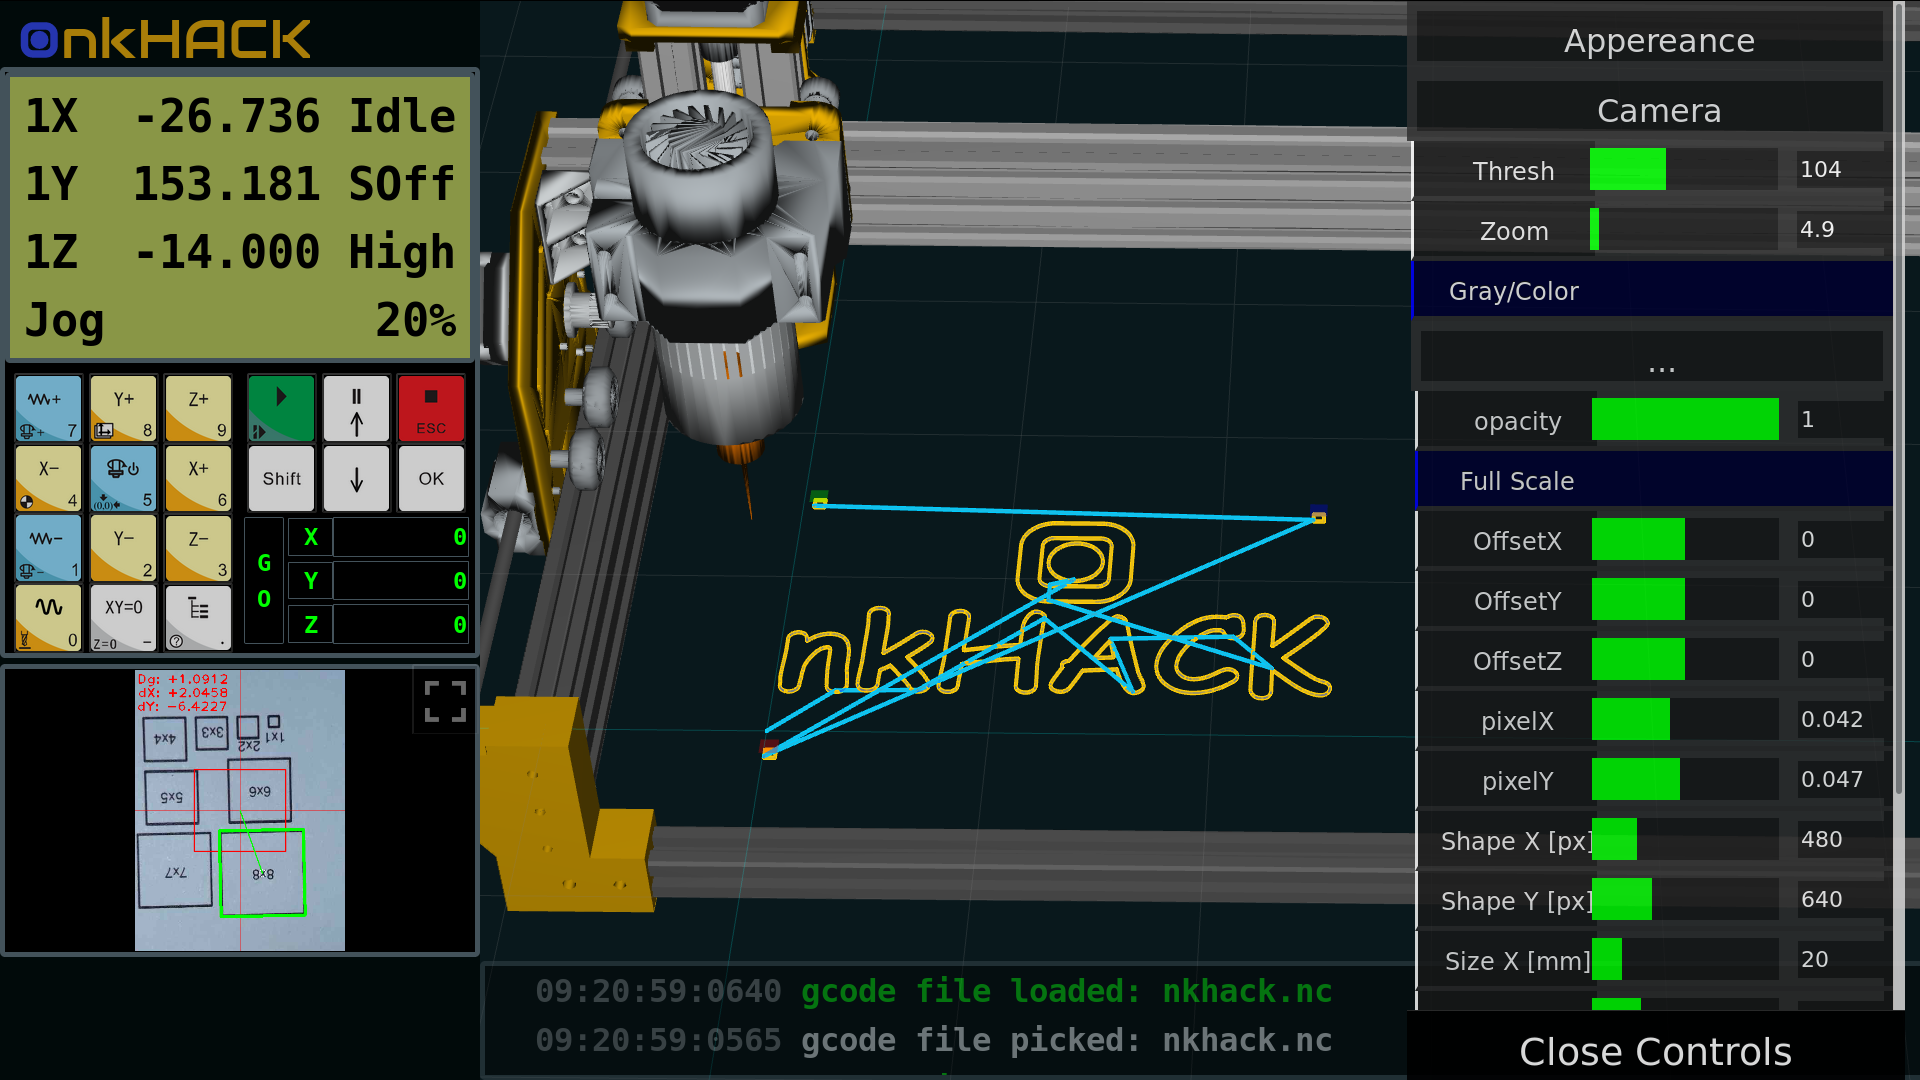 OnkHACK
1X -26.736 Idle
1Y 153.181 SOff
1Z -14.000 High
Jog 20%
+ 7
Y+ 8
Z+ 9
ESC
X- 4
(0,0) 5
X+ 6
Shift
OK
- 1
Y- 2
Z- 3
0
XY=0 Z=0 -
? .
GO
X 0
Y 0
Z 0
Dg: +1.0912
dX: +2.0458
dY: -6.4227
4x4 3x3 2x2 1x1
5x5 6x6
7x7 8x8
nkHACK
09:20:59:0640 gcode file loaded: nkhack.nc
09:20:59:0565 gcode file picked: nkhack.nc
Appereance
Camera
Thresh 104
Zoom 4.9
Gray/Color
...
opacity 1
Full Scale
OffsetX 0
OffsetY 0
OffsetZ 0
pixelX 0.042
pixelY 0.047
Shape X [px] 480
Shape Y [px] 640
Size X [mm] 20
Close Controls